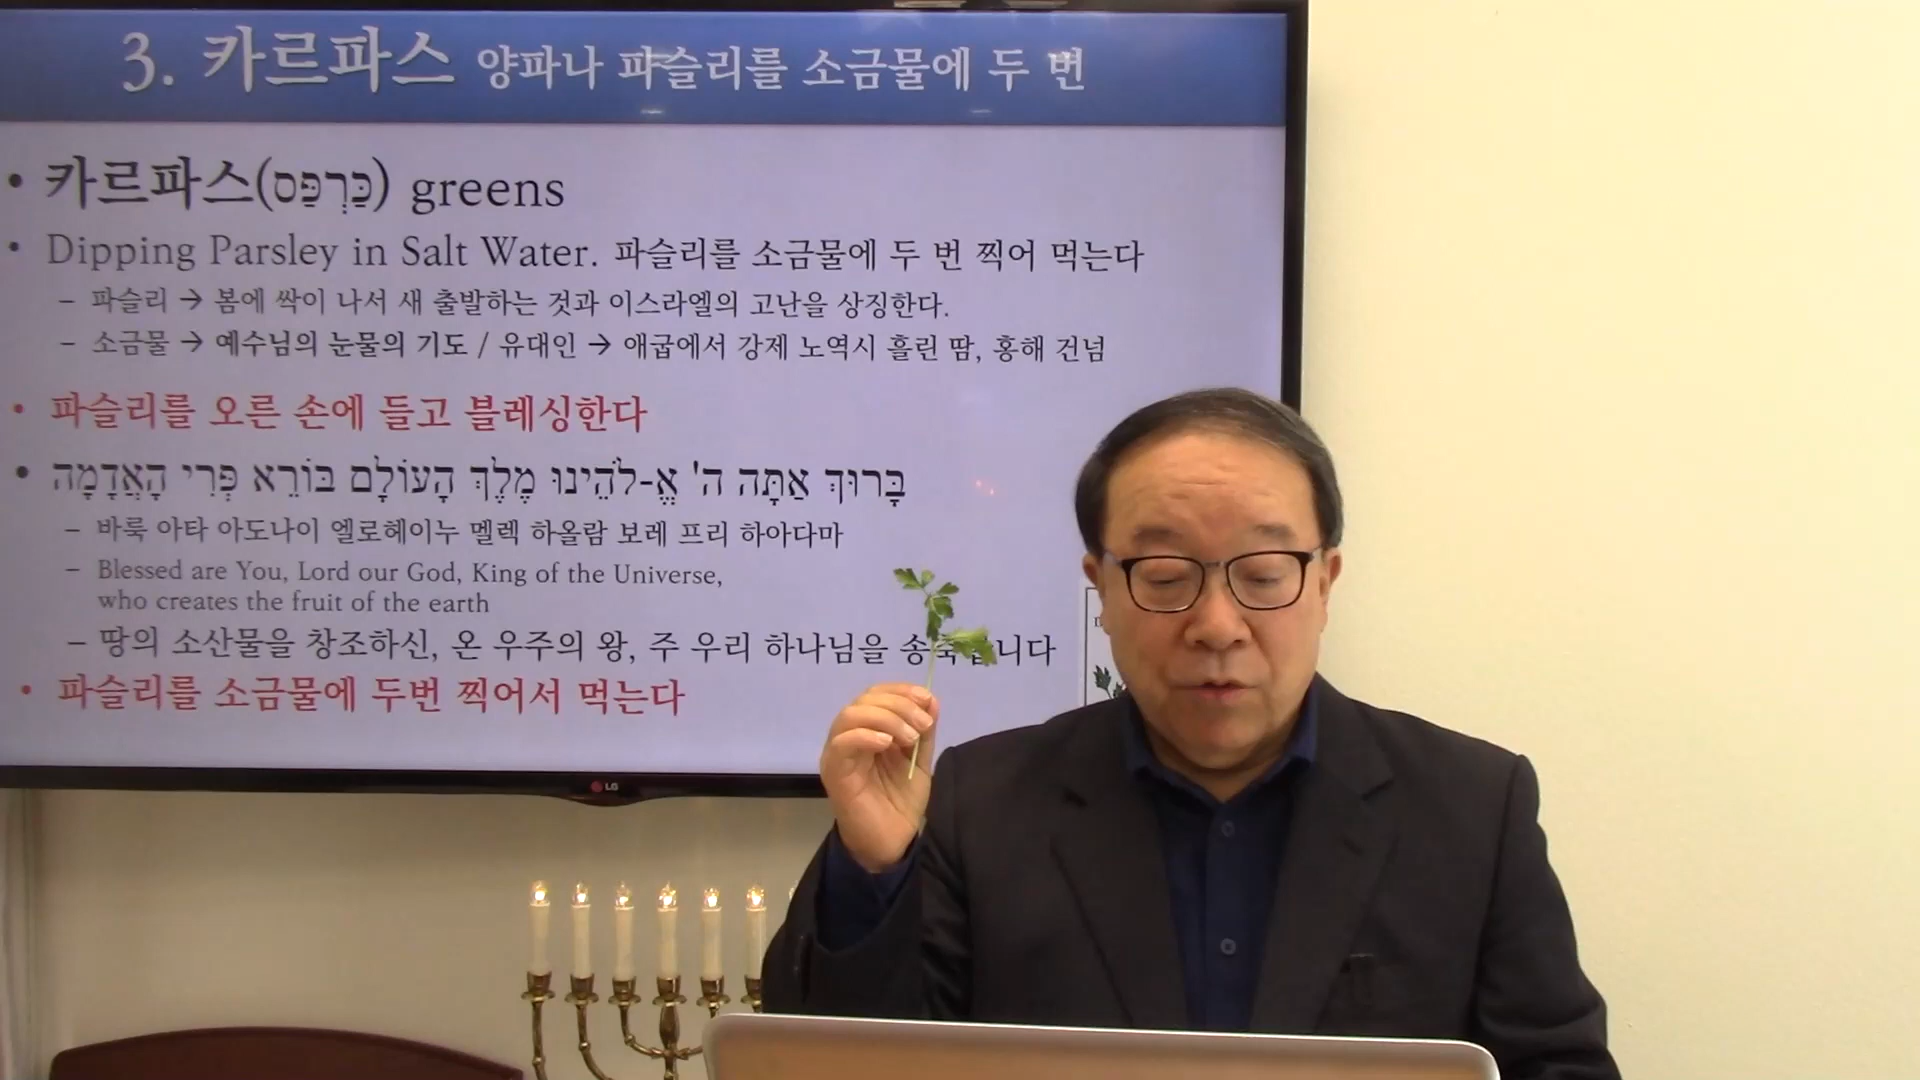 3. 카르파스 양파나 파슬리를 소금물에 두 번
• 카르파스(כַּרְפַּס) greens
• Dipping Parsley in Salt Water. 파슬리를 소금물에 두 번 찍어 먹는다
– 파슬리 → 봄에 싹이 나서 새 출발하는 것과 이스라엘의 고난을 상징한다.
– 소금물 → 예수님의 눈물의 기도 / 유대인 → 애굽에서 강제 노역시 흘린 땀, 홍해 건넘
• 파슬리를 오른 손에 들고 블레싱한다
• בָּרוּךְ אַתָּה ה' אֱ-לֹהֵינוּ מֶלֶךְ הָעוֹלָם בּוֹרֵא פְּרִי הָאֲדָמָה
– 바룩 아타 아도나이 엘로헤이누 멜렉 하올람 보레 프리 하아다마
– Blessed are You, Lord our God, King of the Universe,
who creates the fruit of the earth
– 땅의 소산물을 창조하신, 온 우주의 왕, 주 우리 하나님을
• 파슬리를 소금물에 두번 찍어서 먹는다
LG